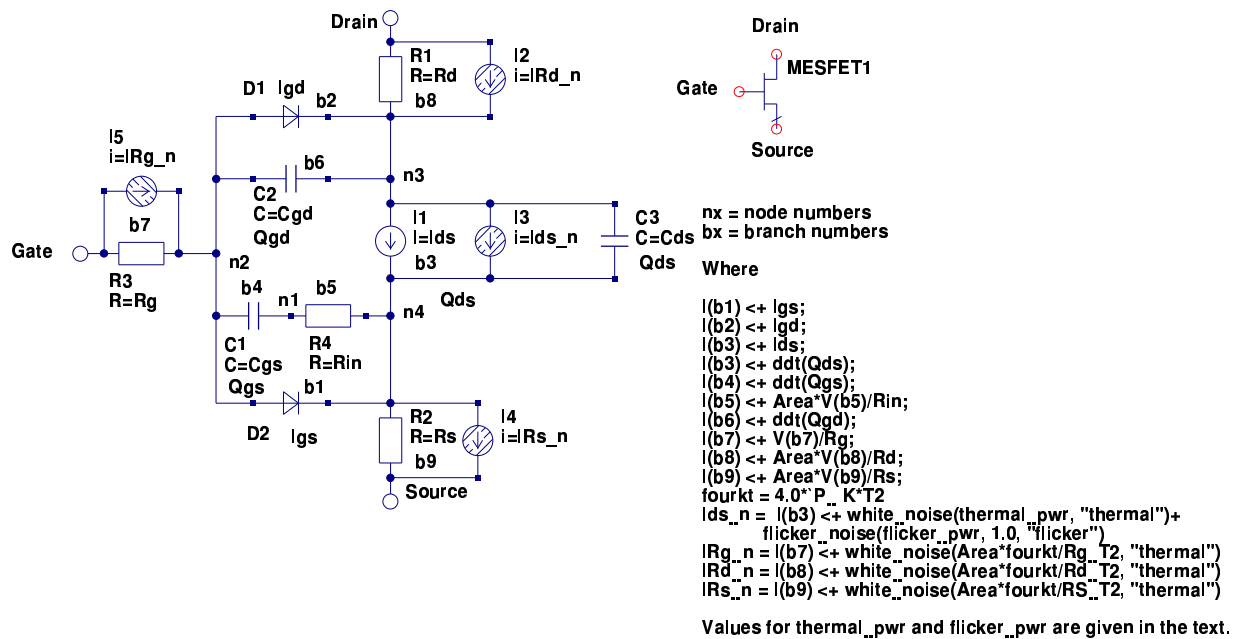 Drain
R1
R=Rd
b8
I2
i=IRd_n
D1
Igd
b2
I5
i=IRg_n
b6
n3
C2
C=Cgd
Qgd
b7
Gate
R3
R=Rg
n2
I1
I=Ids
b3
I3
i=Ids_n
C3
C=Cds
Qds
b4
n1
b5
Qds
n4
C1
C=Cgs
Qgs
R4
R=Rin
b1
D2
Igs
R2
R=Rs
b9
I4
i=IRs_n
Source
Drain
MESFET1
Gate
Source
nx = node numbers
bx = branch numbers
Where
I(b1) <+ Igs;
I(b2) <+ Igd;
I(b3) <+ Ids;
I(b3) <+ ddt(Qds);
I(b4) <+ ddt(Qgs);
I(b5) <+ Area*V(b5)/Rin;
I(b6) <+ ddt(Qgd);
I(b7) <+ V(b7)/Rg;
I(b8) <+ Area*V(b8)/Rd;
I(b9) <+ Area*V(b9)/Rs;
fourkt = 4.0*`P_K*T2
Ids_n = I(b3) <+ white_noise(thermal_pwr, "thermal")+
flicker_noise(flicker_pwr, 1.0, "flicker")
IRg_n = I(b7) <+ white_noise(Area*fourkt/Rg_T2, "thermal")
IRd_n = I(b8) <+ white_noise(Area*fourkt/Rd_T2, "thermal")
IRs_n = I(b9) <+ white_noise(Area*fourkt/RS_T2, "thermal")
Values for thermal_pwr and flicker_pwr are given in the text.